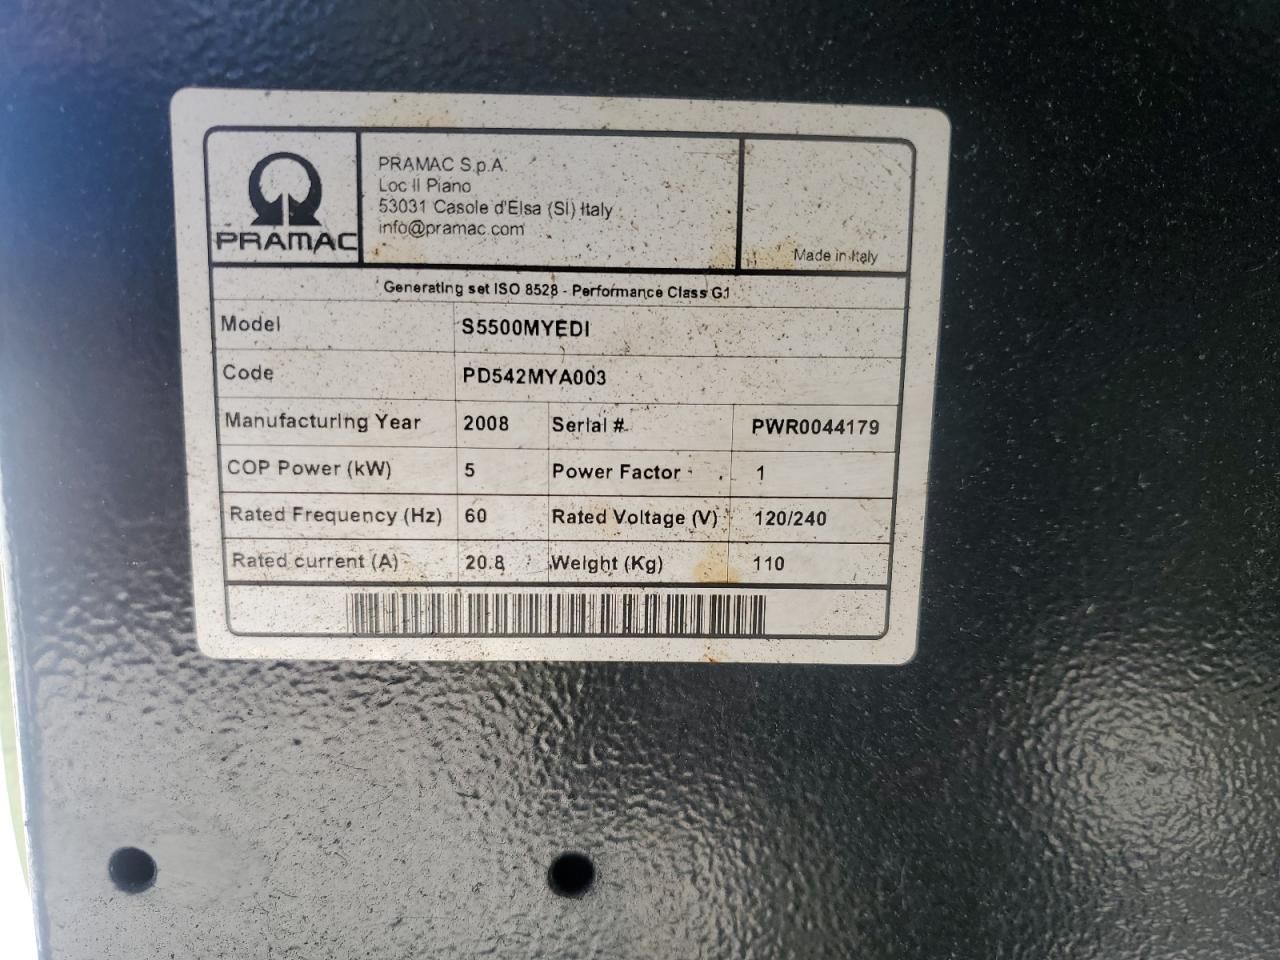 PRAMAC
PRAMAC S.p.A.
Loc Il Piano
53031 Casole d'Elsa (SI) Italy
info@pramac.com
Made in Italy
Generating set ISO 8528 - Performance Class G1
Model S5500MYEDI
Code PD542MYA003
Manufacturing Year 2008 Serial # PWR0044179
COP Power (kW) 5 Power Factor 1
Rated Frequency (Hz) 60 Rated Voltage (V) 120/240
Rated current (A) 20.8 Weight (Kg) 110